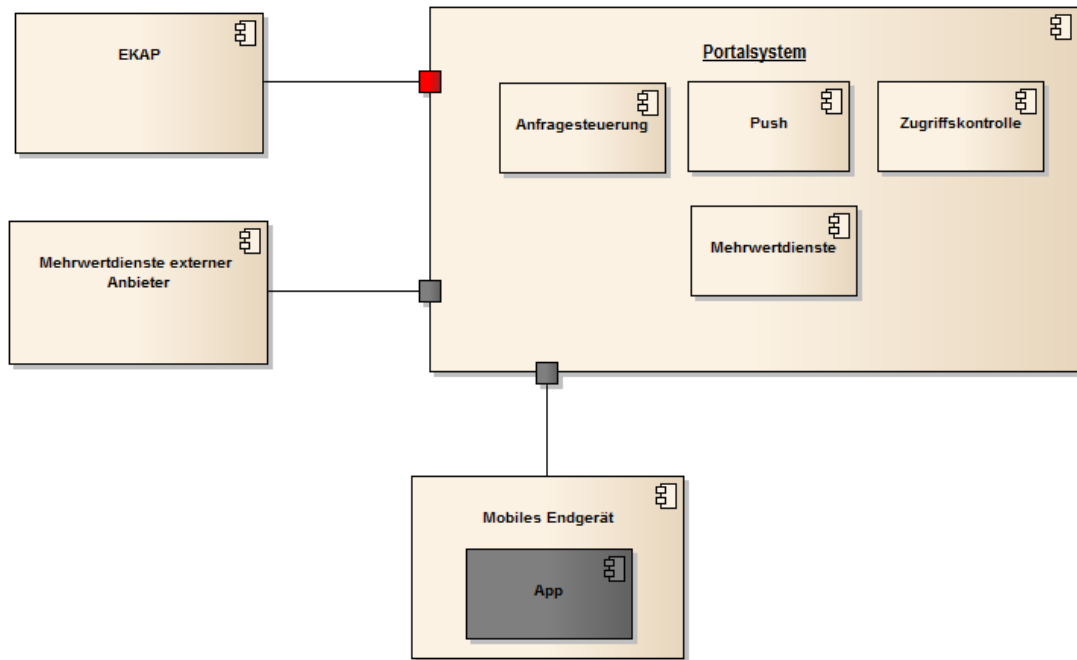 EKAP
Portalsystem
Anfragesteuerung
Push
Zugriffskontrolle
Mehrwertdienste externer
Anbieter
Mehrwertdienste
Mobiles Endgerät
App